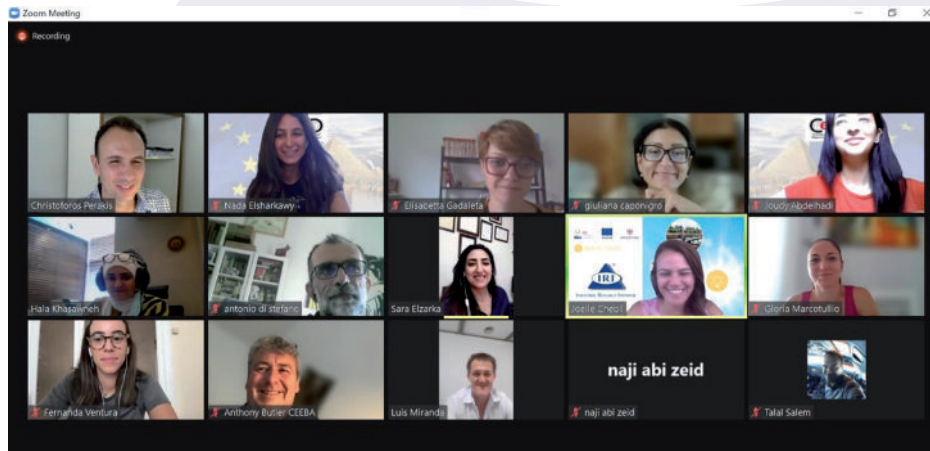 Zoom Meeting
Recording
Christoforos Perakis
Nada Elsharkawy
Elisabetta Gadaleta
giuliana caponigro
Joudy Abdelhadi
Hala Khasawneh
antonio di stefano
Sara Elzarka
IRI
Joelle
Gloria Marcotullio
Fernanda Ventura
Anthony Butler CEEBA
Luis Miranda
naji abi zeid
naji abi zeid
Talal Salem